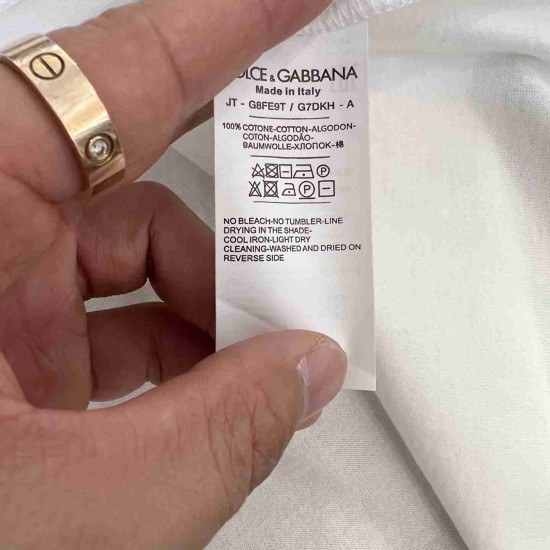 DOLCE & GABBANA
Made in Italy
JT - G8FE9T / G7DKH - A
100% COTONE-COTTON-ALGODON-
COTON-ALGODÃO-
BAUMWOLLE-ХЛОПОК-棉
NO BLEACH-NO TUMBLER-LINE
DRYING IN THE SHADE-
COOL IRON-LIGHT DRY
CLEANING-WASHED AND DRIED ON
REVERSE SIDE